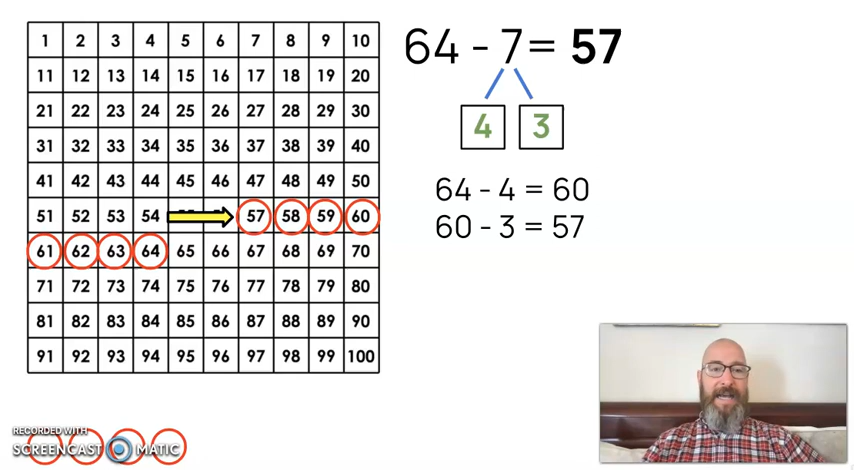 1 2 3 4 5 6 7 8 9 10
11 12 13 14 15 16 17 18 19 20
21 22 23 24 25 26 27 28 29 30
31 32 33 34 35 36 37 38 39 40
41 42 43 44 45 46 47 48 49 50
51 52 53 54 57 58 59 60
61 62 63 64 65 66 67 68 69 70
71 72 73 74 75 76 77 78 79 80
81 82 83 84 85 86 87 88 89 90
91 92 93 94 95 96 97 98 99 100
64 - 7 = 57
4 3
64 - 4 = 60
60 - 3 = 57
RECORDED WITH
SCREENCAST MATIC